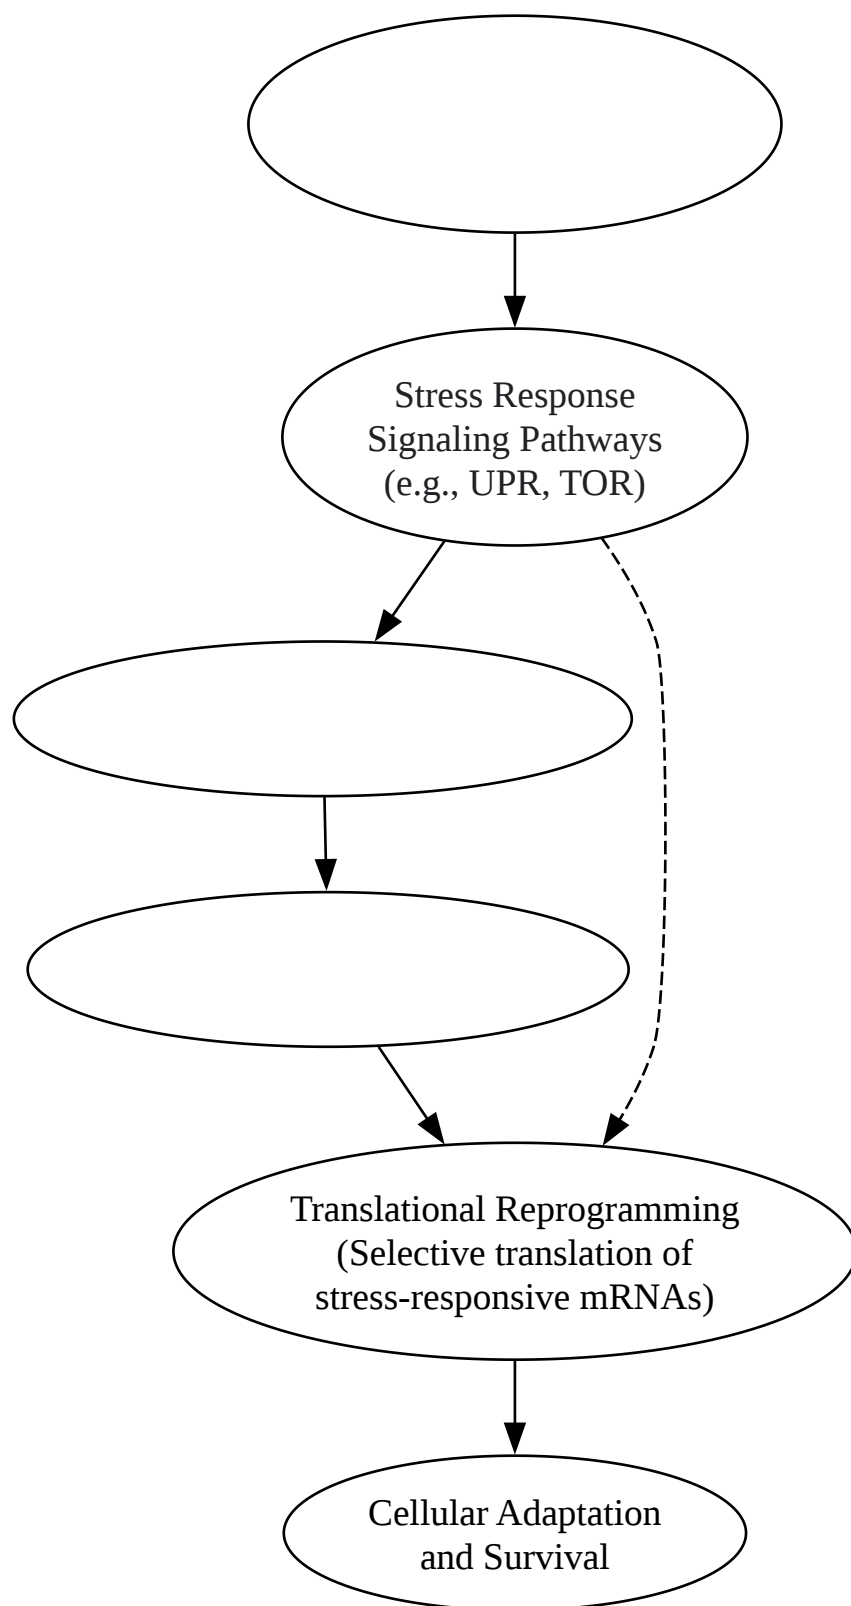 Stress Response
Signaling Pathways
(e.g., UPR, TOR)
Translational Reprogramming
(Selective translation of
stress-responsive mRNAs)
Cellular Adaptation
and Survival